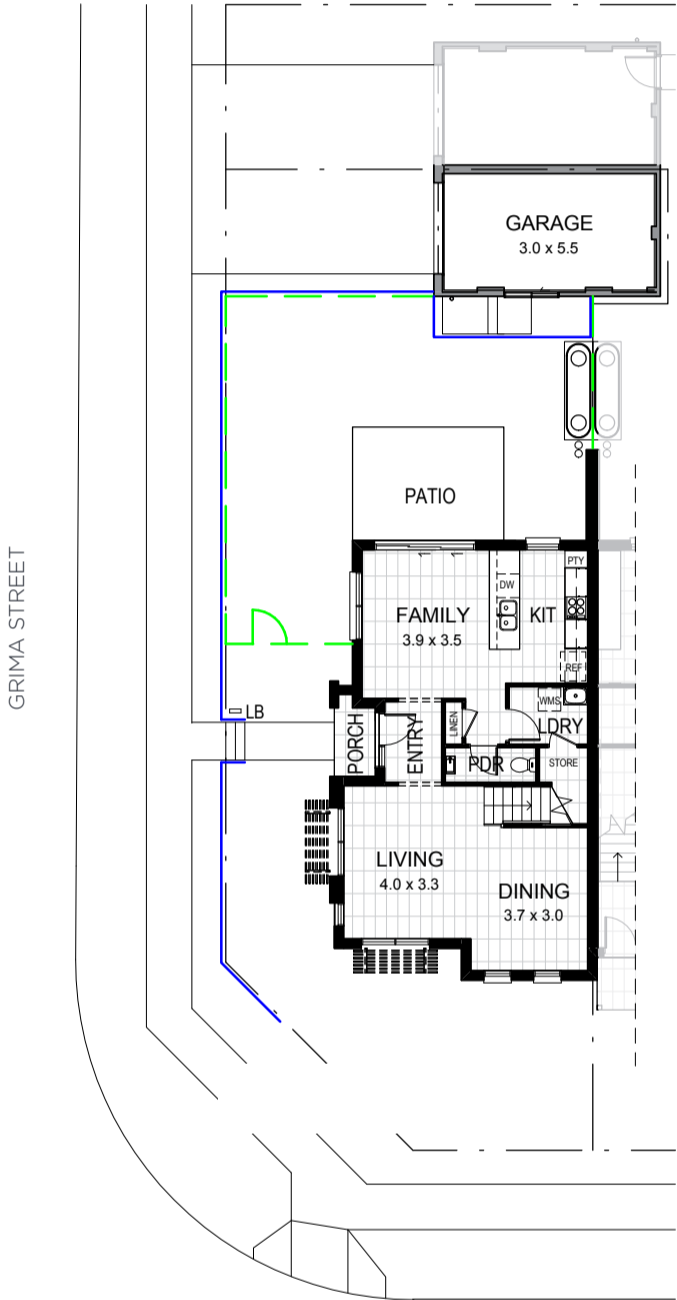 GARAGE
3.0 x 5.5
PATIO
PTY
DW
FAMILY
3.9 x 3.5
KIT
REF
GRIMA STREET
LB
PORCH
ENTRY
LINEN
WMS
LDRY
PDR
STORE
LIVING
4.0 x 3.3
DINING
3.7 x 3.0